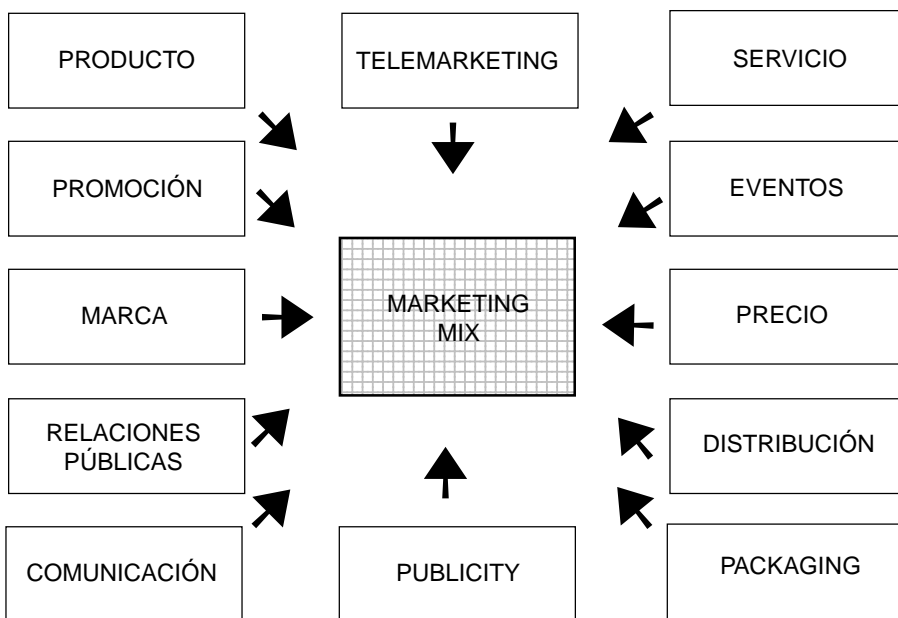 PRODUCTO
TELEMARKETING
SERVICIO
PROMOCIÓN
EVENTOS
MARCA
MARKETING
MIX
PRECIO
RELACIONES
PÚBLICAS
DISTRIBUCIÓN
COMUNICACIÓN
PUBLICITY
PACKAGING